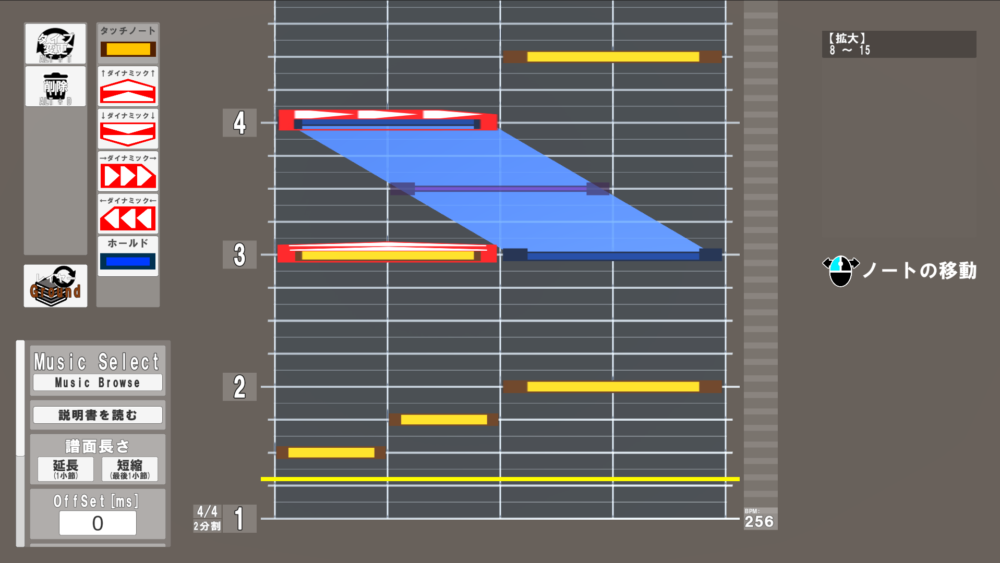 タイプ
変更
ALT + T
削除
ALT + D
レイヤー
Ground
タッチノート
↑ダイナミック↑
↓ダイナミック↓
→ダイナミック→
←ダイナミック←
ホールド
Music Select
Music Browse
説明書を読む
譜面長さ
延長
(1小節)
短縮
(最後1小節)
OffSet[ms]
0
4
3
2
4/4
2分割
1
BPM:
256
【拡大】
8 ～ 15
ノートの移動